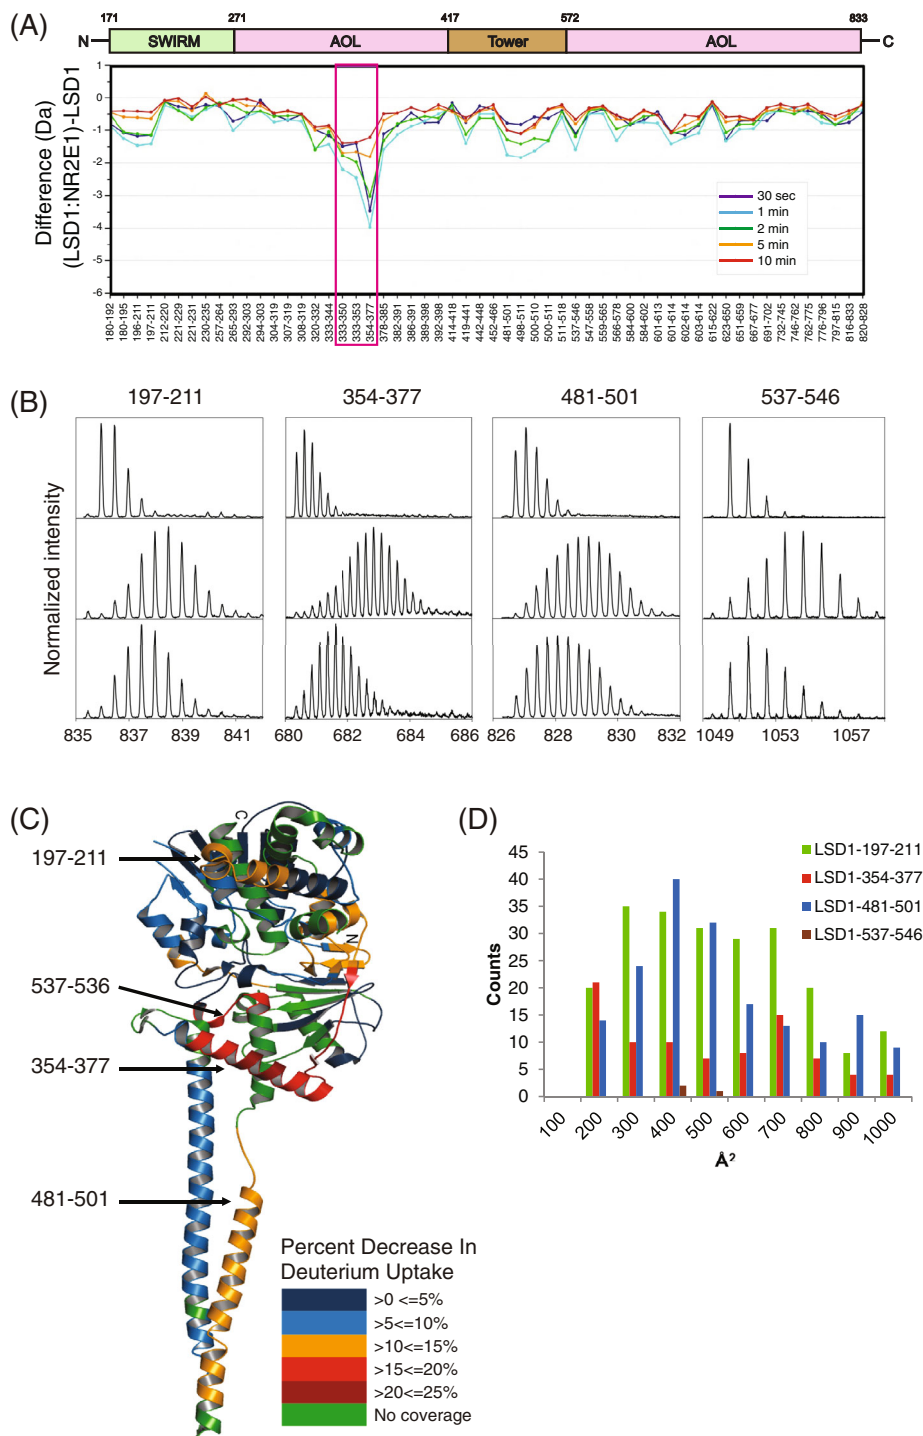 (A)
171 271 417 572 833
N SWIRM AOL Tower AOL C
Difference (Da)
(LSD1:NR2E1)-LSD1
1
0
-1
-2
-3
-4
-5
-6
30 sec
1 min
2 min
5 min
10 min
180-192
180-195
196-211
197-211
212-220
221-229
221-231
230-235
257-264
265-293
292-303
294-303
304-319
307-319
308-319
320-332
333-344
333-350
333-353
354-377
378-385
382-391
386-391
389-398
392-398
414-418
419-441
442-448
452-466
481-501
498-511
500-510
500-511
511-518
537-546
547-558
559-565
566-578
584-600
584-602
601-613
601-614
602-614
603-614
615-622
623-650
651-659
667-677
691-702
732-745
746-762
762-775
776-796
797-815
816-833
820-828
(B)
197-211 354-377 481-501 537-546
Normalized intensity
835 837 839 841
680 682 684 686
826 828 830 832
1049 1053 1057
(C)
C
N
197-211
537-536
354-377
481-501
Percent Decrease In
Deuterium Uptake
>0 <=5%
>5<=10%
>10<=15%
>15<=20%
>20<=25%
No coverage
(D)
45
40
35
30
25
20
15
10
5
0
Counts
100 200 300 400 500 600 700 800 900 1000
Å²
LSD1-197-211
LSD1-354-377
LSD1-481-501
LSD1-537-546